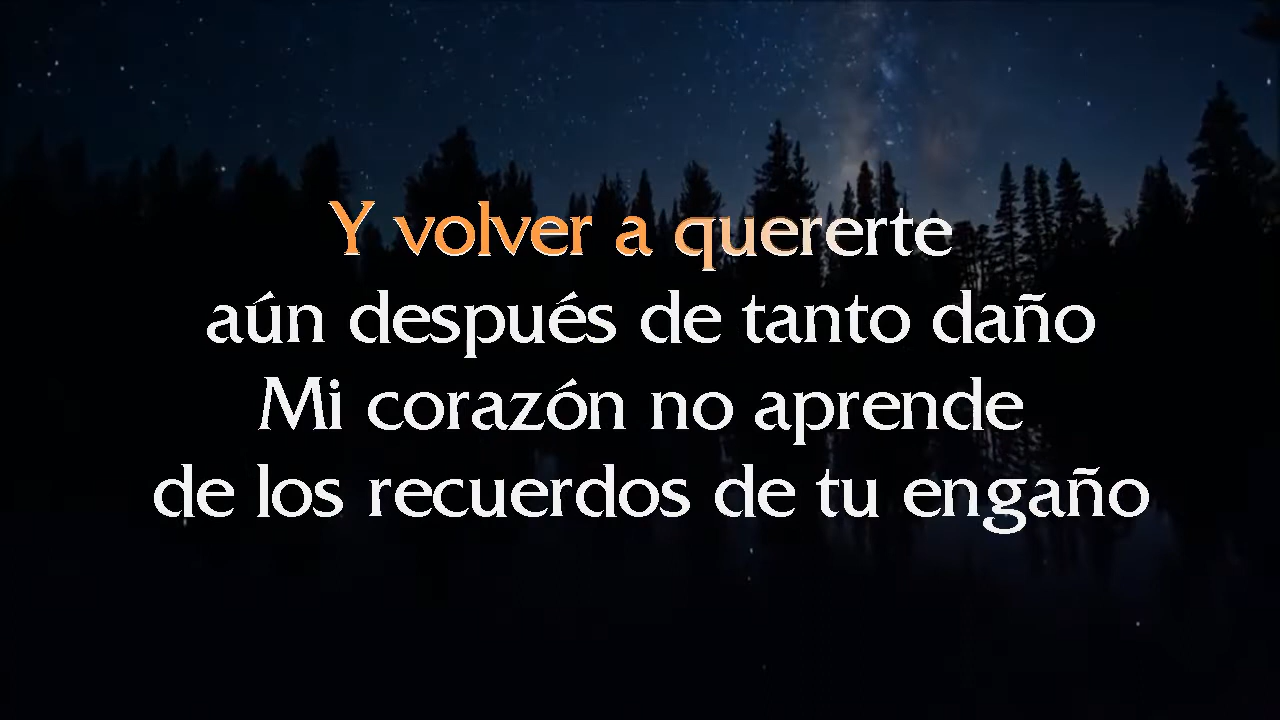 Y volver a quererte
aún después de tanto daño
Mi corazón no aprende
de los recuerdos de tu engaño